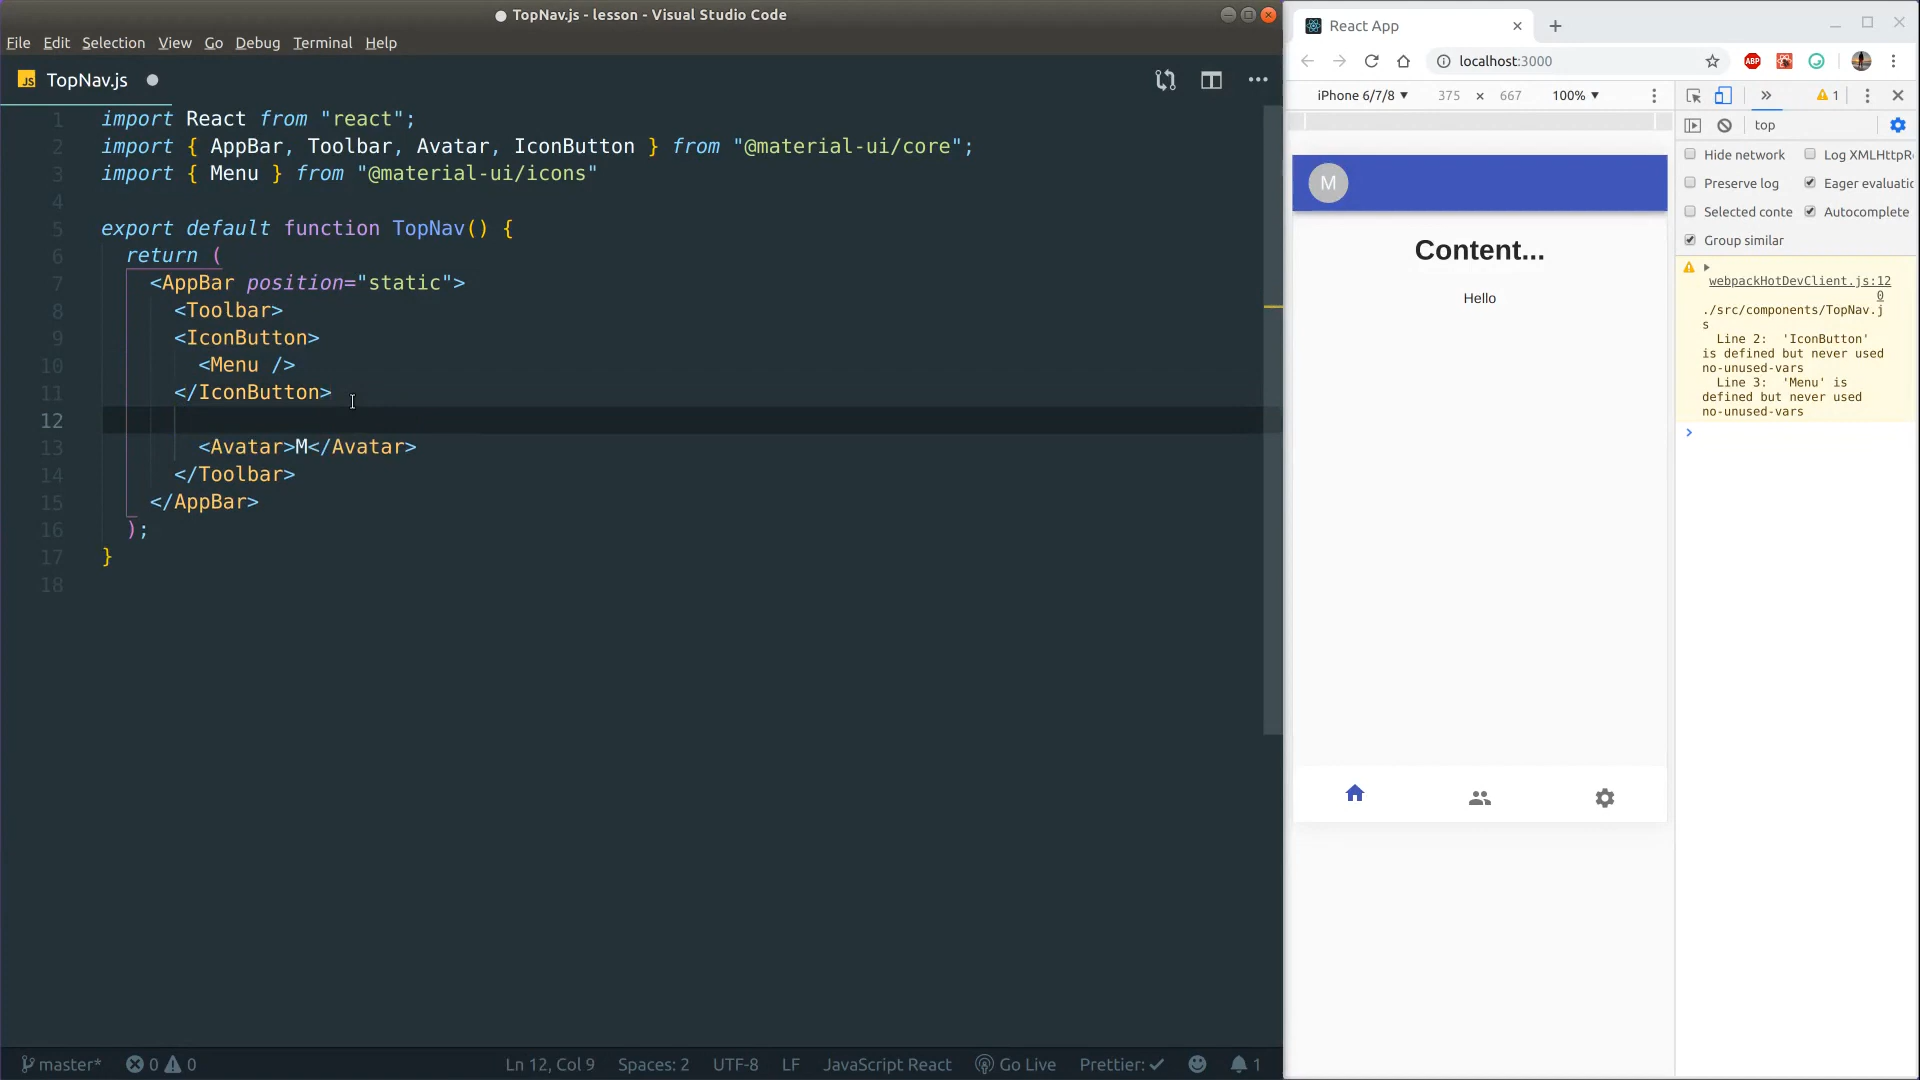 TopNav.js - lesson - Visual Studio Code
File Edit Selection View Go Debug Terminal Help
JS TopNav.js
1 import React from "react";
2 import { AppBar, Toolbar, Avatar, IconButton } from "@material-ui/core";
3 import { Menu } from "@material-ui/icons"
4
5 export default function TopNav() {
6 return (
7 <AppBar position="static">
8 <Toolbar>
9 <IconButton>
10 <Menu />
11 </IconButton>
12
13 <Avatar>M</Avatar>
14 </Toolbar>
15 </AppBar>
16 );
17 }
18
master* 0 0 Ln 12, Col 9 Spaces: 2 UTF-8 LF JavaScript React Go Live Prettier: ✓ 1
React App
localhost:3000
ABP
iPhone 6/7/8 375 × 667 100%
M
Content...
Hello
1
top
Hide network Log XMLHttpR
Preserve log Eager evaluatio
Selected conte Autocomplete
Group similar
webpackHotDevClient.js:12
0
./src/components/TopNav.j
s
Line 2: 'IconButton'
is defined but never used
no-unused-vars
Line 3: 'Menu' is
defined but never used
no-unused-vars